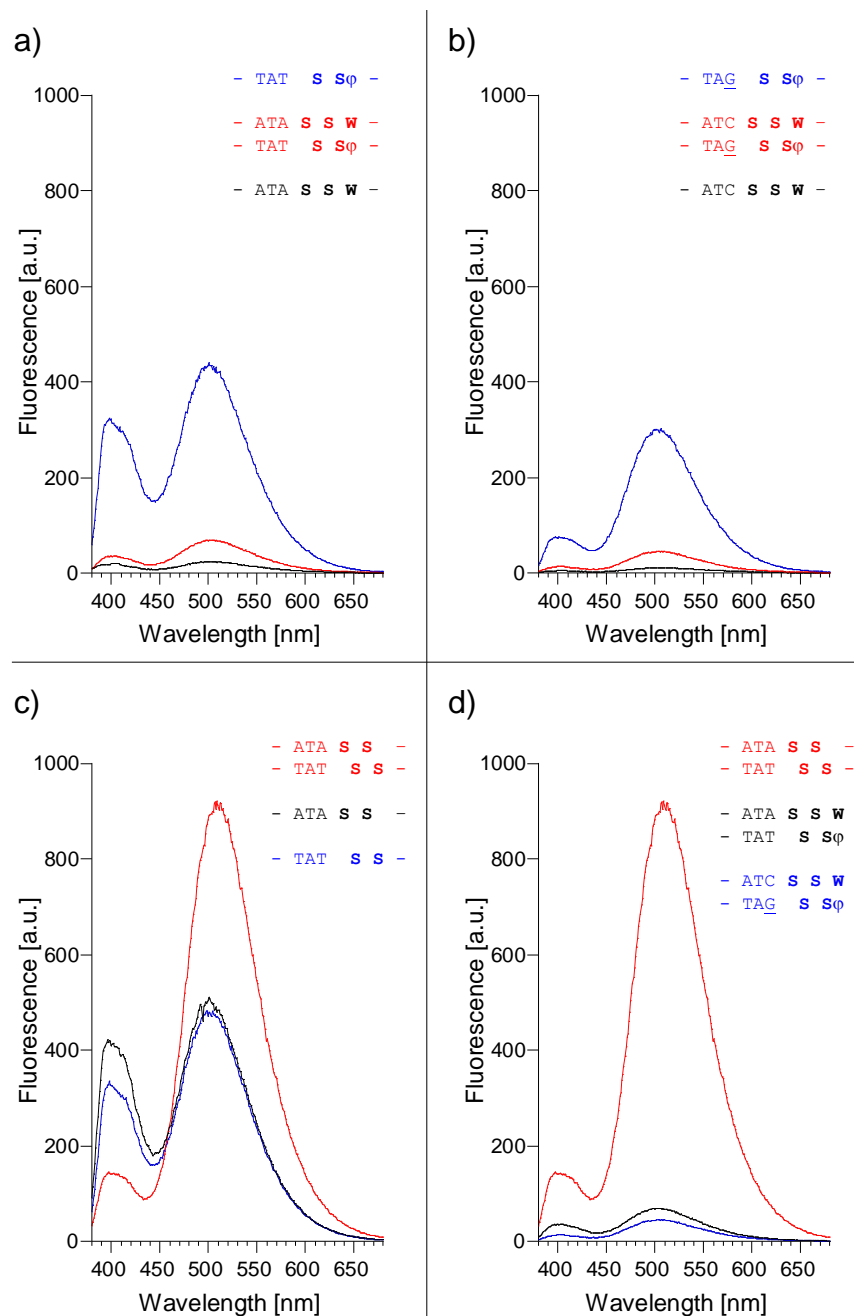 a)
- TAT S Sφ -
- ATA S S W -
- TAT S Sφ -
- ATA S S W -
1000
800
600
400
200
0
Fluorescence [a.u.]
400 450 500 550 600 650
Wavelength [nm]
b)
- TAG S Sφ -
- ATC S S W -
- TAG S Sφ -
- ATC S S W -
1000
800
600
400
200
0
Fluorescence [a.u.]
400 450 500 550 600 650
Wavelength [nm]
c)
- ATA S S -
- TAT S S -
- ATA S S -
- TAT S S -
1000
800
600
400
200
0
Fluorescence [a.u.]
400 450 500 550 600 650
Wavelength [nm]
d)
- ATA S S -
- TAT S S -
- ATA S S W
- TAT S Sφ
- ATC S S W
- TAG S Sφ
1000
800
600
400
200
0
Fluorescence [a.u.]
400 450 500 550 600 650
Wavelength [nm]